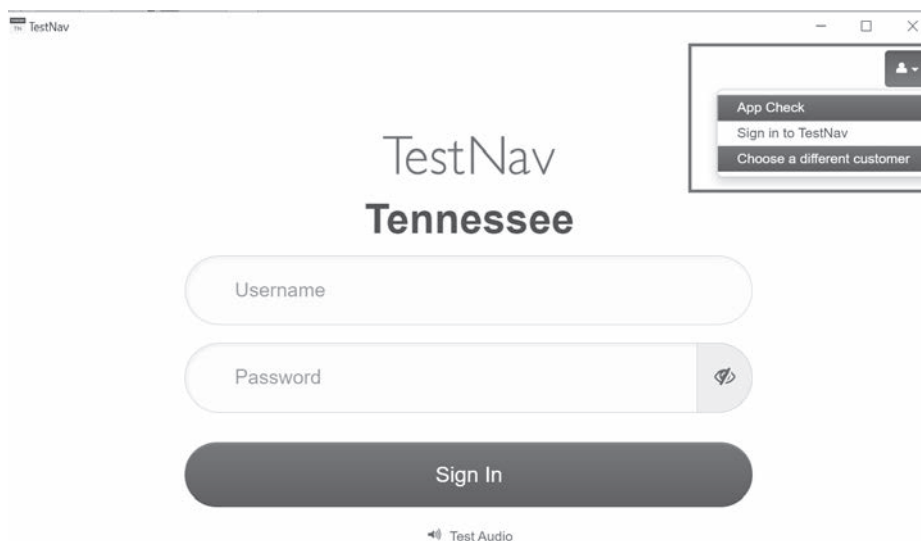 TestNav
App Check
Sign in to TestNav
Choose a different customer
TestNav
Tennessee
Username
Password
Sign In
Test Audio